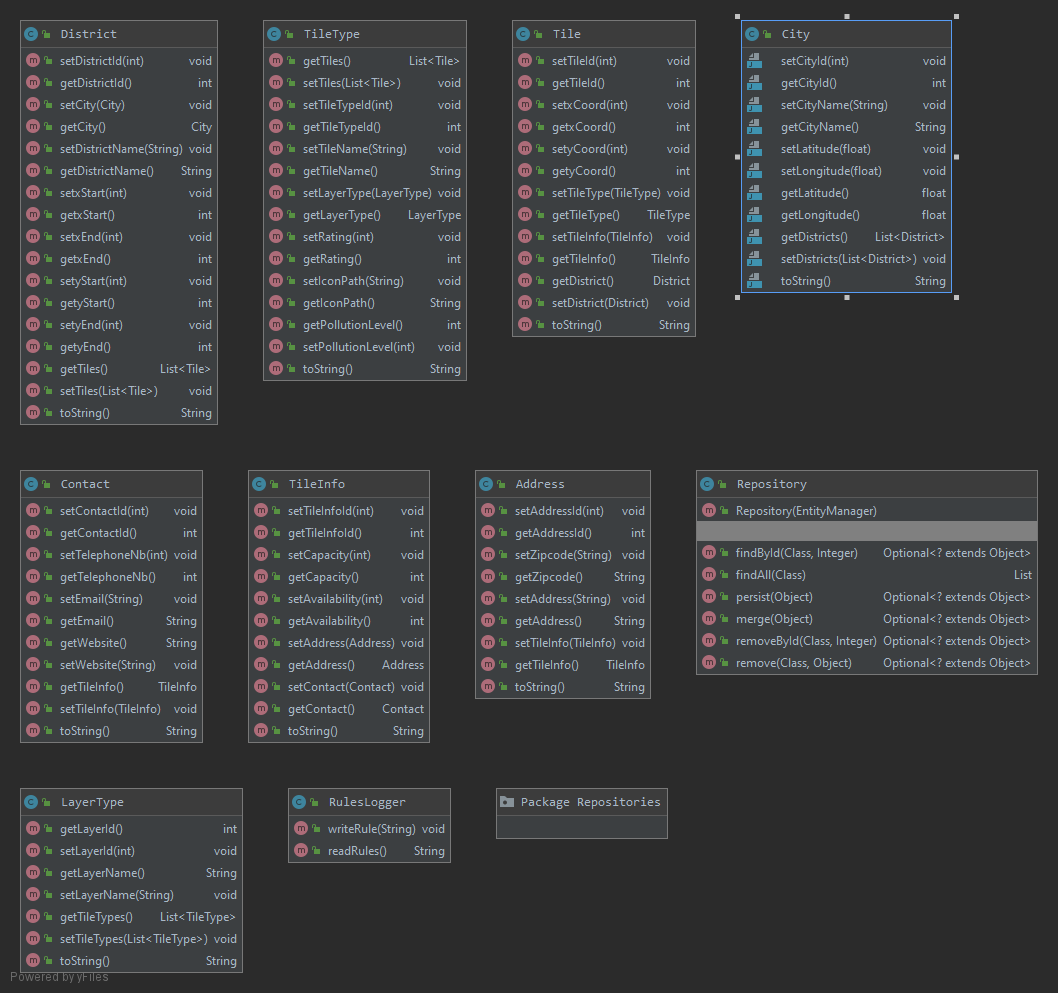 District
setDistrictId(int) void
getDistrictId() int
setCity(City) void
getCity() City
setDistrictName(String) void
getDistrictName() String
setxStart(int) void
getxStart() int
setxEnd(int) void
getxEnd() int
setyStart(int) void
getyStart() int
setyEnd(int) void
getyEnd() int
getTiles() List<Tile>
setTiles(List<Tile>) void
toString() String
TileType
getTiles() List<Tile>
setTiles(List<Tile>) void
setTileTypeId(int) void
getTileTypeId() int
setTileName(String) void
getTileName() String
setLayerType(LayerType) void
getLayerType() LayerType
setRating(int) void
getRating() int
setIconPath(String) void
getIconPath() String
getPollutionLevel() int
setPollutionLevel(int) void
toString() String
Tile
setTileId(int) void
getTileId() int
setxCoord(int) void
getxCoord() int
setyCoord(int) void
getyCoord() int
setTileType(TileType) void
getTileType() TileType
setTileInfo(TileInfo) void
getTileInfo() TileInfo
getDistrict() District
setDistrict(District) void
toString() String
City
setCityId(int) void
getCityId() int
setCityName(String) void
getCityName() String
setLatitude(float) void
setLongitude(float) void
getLatitude() float
getLongitude() float
getDistricts() List<District>
setDistricts(List<District>) void
toString() String
Contact
setContactId(int) void
getContactId() int
setTelephoneNb(int) void
getTelephoneNb() int
setEmail(String) void
getEmail() String
getWebsite() String
setWebsite(String) void
getTileInfo() TileInfo
setTileInfo(TileInfo) void
toString() String
TileInfo
setTileInfoId(int) void
getTileInfoId() int
setCapacity(int) void
getCapacity() int
setAvailability(int) void
getAvailability() int
setAddress(Address) void
getAddress() Address
setContact(Contact) void
getContact() Contact
toString() String
Address
setAddressId(int) void
getAddressId() int
setZipcode(String) void
getZipcode() String
setAddress(String) void
getAddress() String
setTileInfo(TileInfo) void
getTileInfo() TileInfo
toString() String
Repository
Repository(EntityManager)
findById(Class, Integer) Optional<? extends Object>
findAll(Class) List
persist(Object) Optional<? extends Object>
merge(Object) Optional<? extends Object>
removeById(Class, Integer) Optional<? extends Object>
remove(Class, Object) Optional<? extends Object>
LayerType
getLayerId() int
setLayerId(int) void
getLayerName() String
setLayerName(String) void
getTileTypes() List<TileType>
setTileTypes(List<TileType>) void
toString() String
RulesLogger
writeRule(String) void
readRules() String
Package Repositories
Powered by yFiles